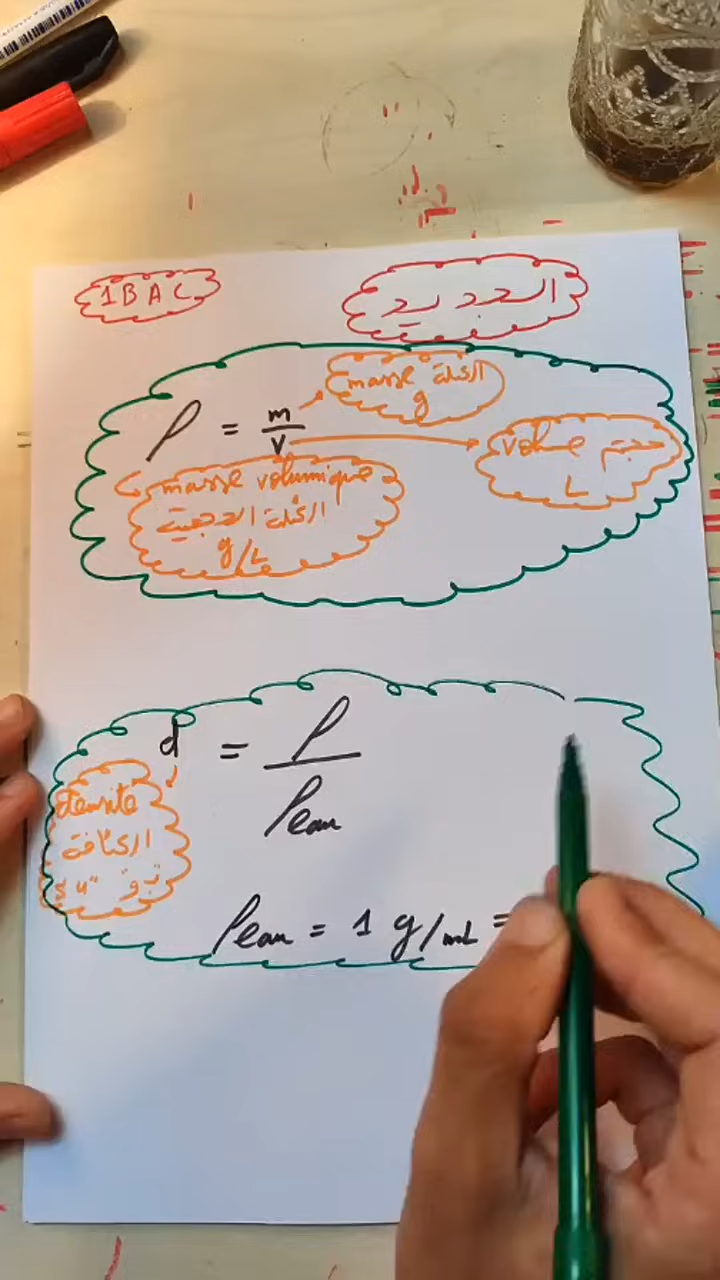 1BAC
الجديد
ρ = m/V
masse الكتلة
g
volume حجم
L
masse volumique
الكتلة الحجمية
g/L
d = ρ/ρeau
densité
الكثافة
ρeau = 1 g/mL =